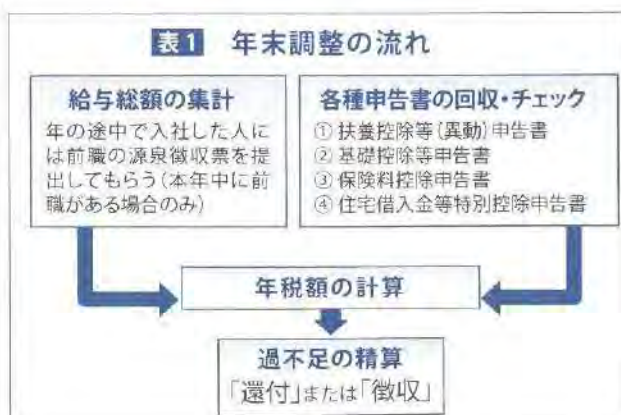 表1 年末調整の流れ
給与総額の集計
年の途中で入社した人に
は前職の源泉徴収票を提
出してもらう(本年中に前
職がある場合のみ)
各種申告書の回収・チェック
① 扶養控除等(異動)申告書
② 基礎控除等申告書
③ 保険料控除申告書
④ 住宅借入金等特別控除申告書
年税額の計算
過不足の精算
「還付」または「徴収」